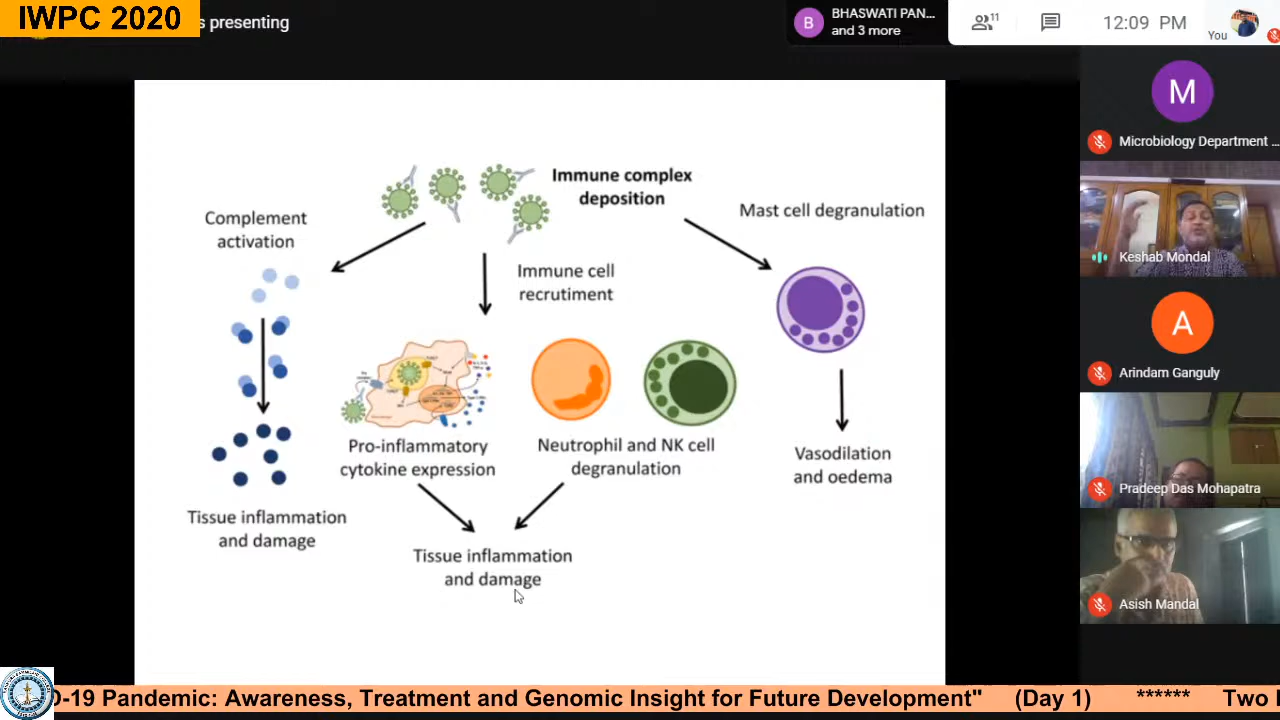 IWPC 2020
s presenting
B
BHASWATI PAN...
and 3 more
11
12:09 PM
You
M
Microbiology Department ...
Keshab Mondal
A
Arindam Ganguly
Pradeep Das Mohapatra
Asish Mandal
Immune complex
deposition
Complement
activation
Mast cell degranulation
Immune cell
recrutiment
Pro-inflammatory
cytokine expression
Neutrophil and NK cell
degranulation
Vasodilation
and oedema
Tissue inflammation
and damage
Tissue inflammation
and damage
D-19 Pandemic: Awareness, Treatment and Genomic Insight for Future Development" (Day 1) ****** Two